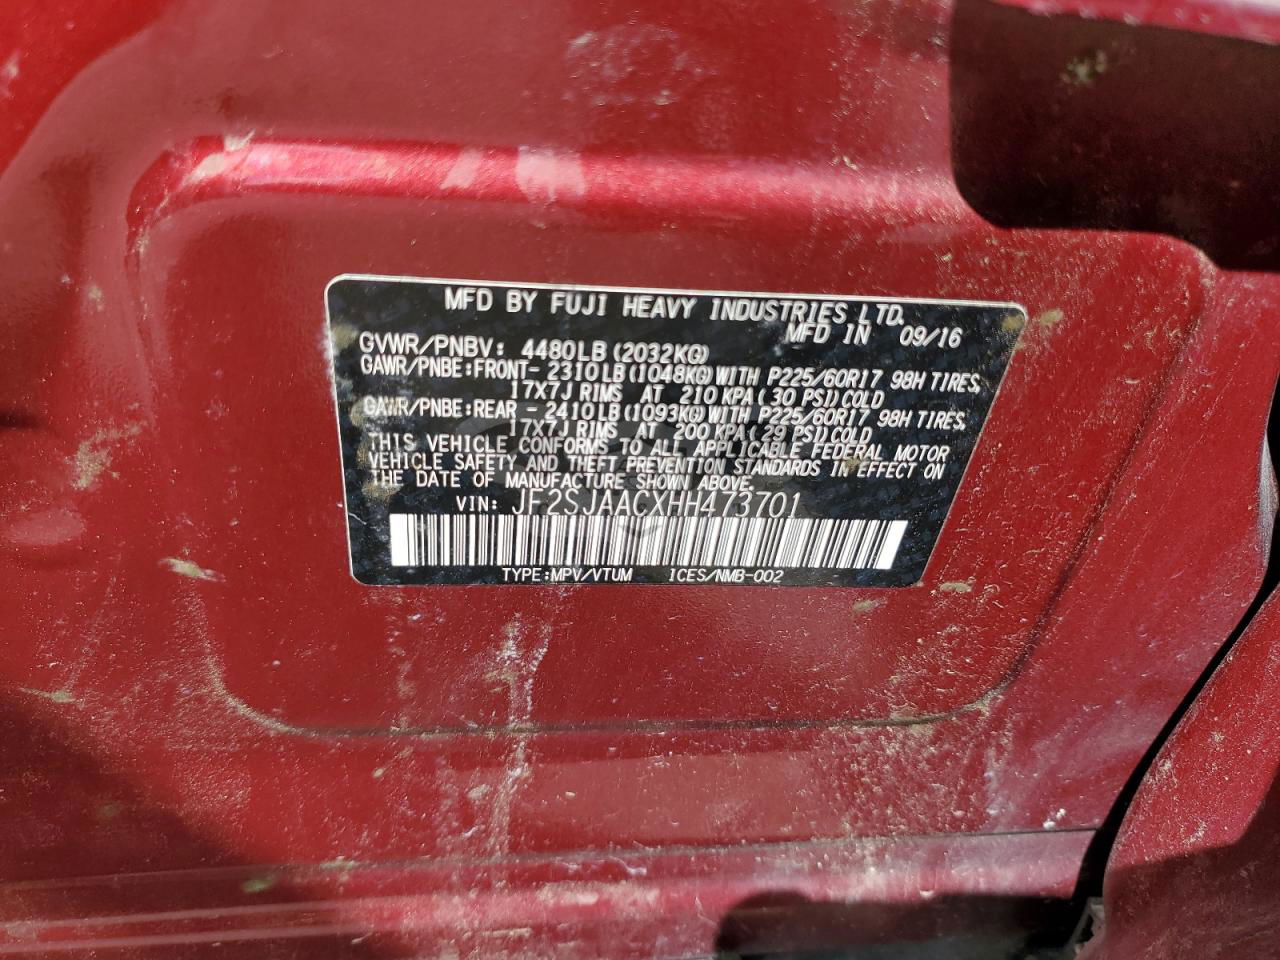 MFD BY FUJI HEAVY INDUSTRIES LTD.
MFD IN 09/16
GVWR/PNBV: 4480LB(2032KG)
GAWR/PNBE:FRONT- 2310LB(1048KG)WITH P225/60R17 98H TIRES,
17X7J RIMS AT 210 KPA(30 PSI)COLD
GAWR/PNBE:REAR - 2410LB(1093KG)WITH P225/60R17 98H TIRES,
17X7J RIMS AT 200 KPA(29 PSI)COLD
THIS VEHICLE CONFORMS TO ALL APPLICABLE FEDERAL MOTOR
VEHICLE SAFETY AND THEFT PREVENTION STANDARDS IN EFFECT ON
THE DATE OF MANUFACTURE SHOWN ABOVE.
VIN: JF2SJAACXHH473701
TYPE:MPV/VTUM ICES/NMB-002